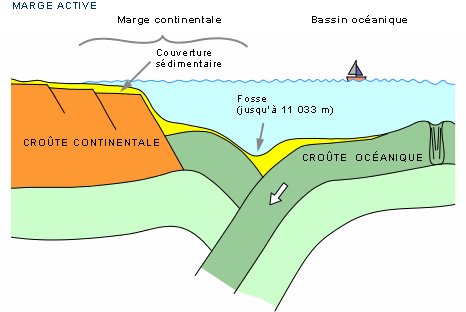 MARGE ACTIVE
Marge continentale
Bassin océanique
Couverture
sédimentaire
Fosse
(jusqu'à 11 033 m)
CROÛTE CONTINENTALE
CROÛTE OCÉANIQUE